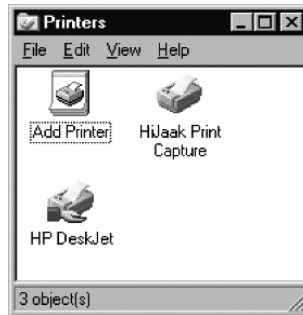 Printers
File Edit View Help
Add Printer
HiJaak Print
Capture
HP DeskJet
3 object(s)